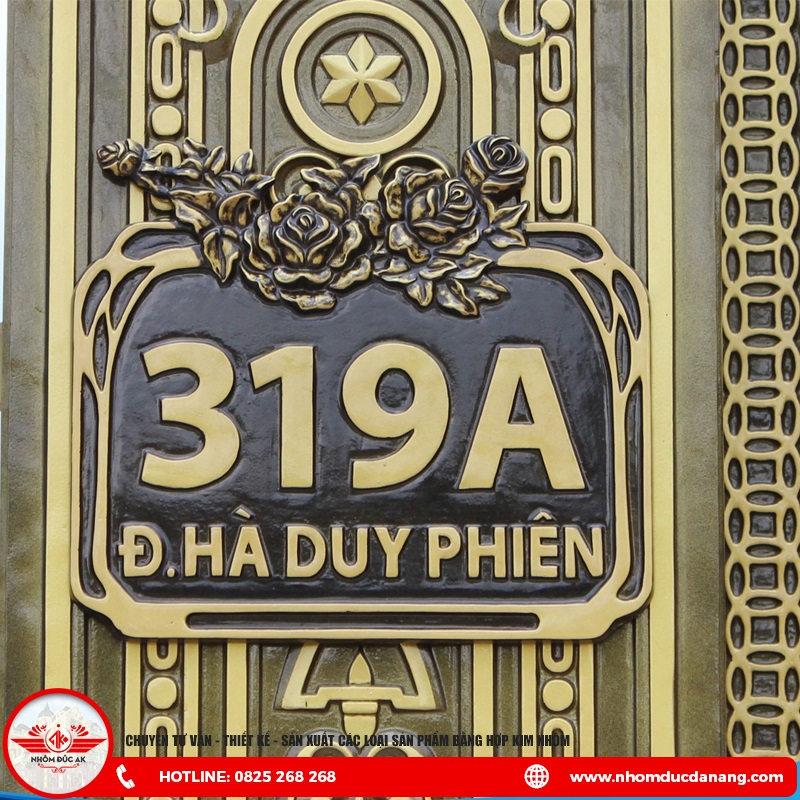 319A
Đ.HÀ DUY PHIÊN
CHUYÊN TƯ VẤN - THIẾT KẾ - SẢN XUẤT CÁC LOẠI SẢN PHẨM BẰNG HỢP KIM NHÔM
NHÔM ĐÚC AK
HOTLINE: 0825 268 268
www.nhomducdanang.com